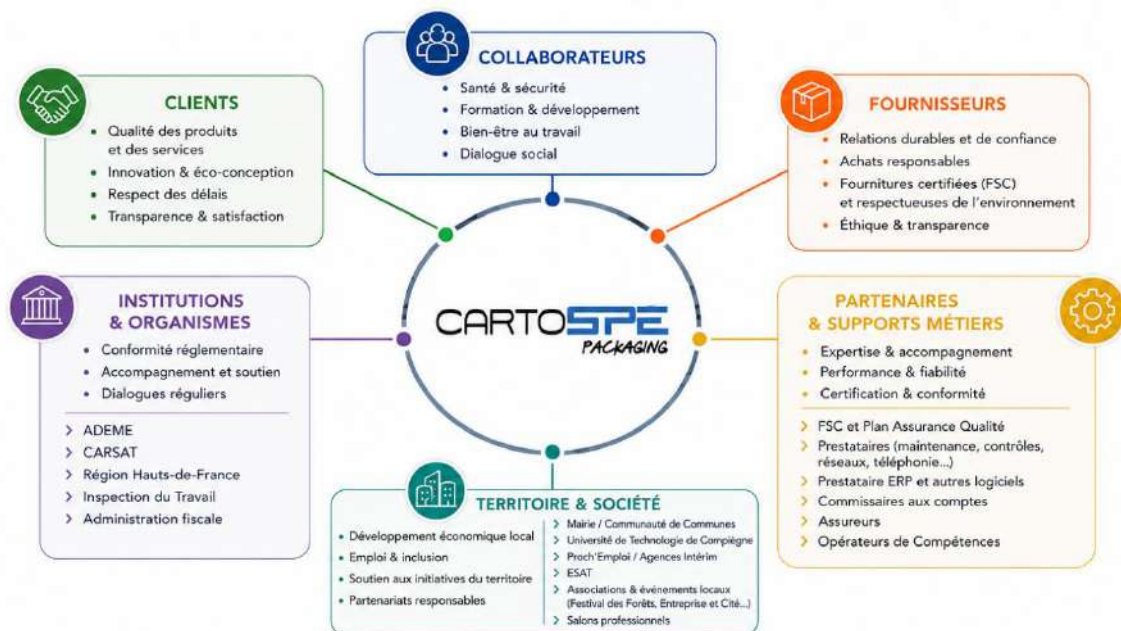 COLLABORATEURS
• Santé & sécurité
• Formation & développement
• Bien-être au travail
• Dialogue social
CLIENTS
• Qualité des produits
et des services
• Innovation & éco-conception
• Respect des délais
• Transparence & satisfaction
FOURNISSEURS
• Relations durables et de confiance
• Achats responsables
• Fournitures certifiées (FSC)
et respectueuses de l'environnement
• Éthique & transparence
INSTITUTIONS
& ORGANISMES
• Conformité réglementaire
• Accompagnement et soutien
• Dialogues réguliers
> ADEME
> CARSAT
> Région Hauts-de-France
> Inspection du Travail
> Administration fiscale
CARTOSPÉ
PACKAGING
PARTENAIRES
& SUPPORTS MÉTIERS
• Expertise & accompagnement
• Performance & fiabilité
• Certification & conformité
> FSC et Plan Assurance Qualité
> Prestataires (maintenance, contrôles,
réseaux, téléphonie...)
> Prestataire ERP et autres logiciels
> Commissaires aux comptes
> Assureurs
> Opérateurs de Compétences
TERRITOIRE & SOCIÉTÉ
• Développement économique local
• Emploi & inclusion
• Soutien aux initiatives du territoire
• Partenariats responsables
> Mairie / Communauté de Communes
> Université de Technologie de Compiègne
> Proch'Emploi / Agences Intérim
> ESAT
> Associations & événements locaux
(Festival des Forêts, Entreprise et Cité...)
> Salons professionnels